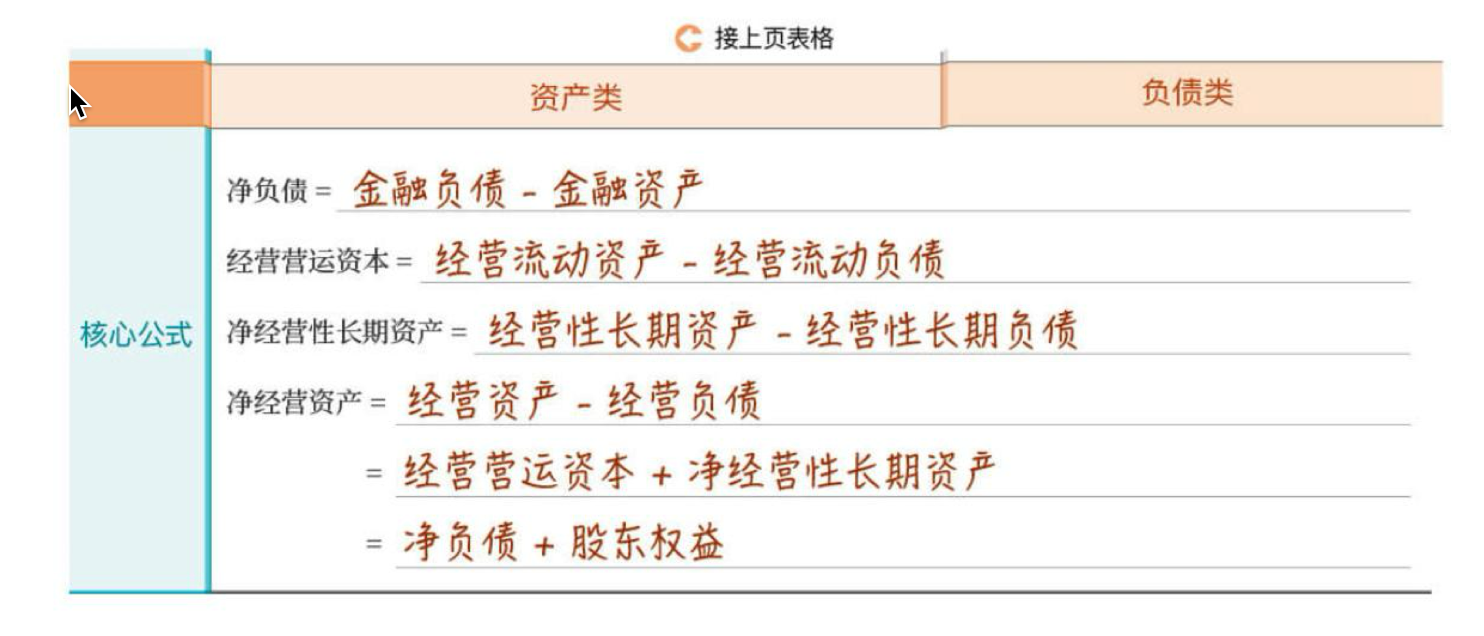 接上页表格
资产类 负债类
净负债 = 金融负债 - 金融资产
经营营运资本 = 经营流动资产 - 经营流动负债
核心公式
净经营性长期资产 = 经营性长期资产 - 经营性长期负债
净经营资产 = 经营资产 - 经营负债
= 经营营运资本 + 净经营性长期资产
= 净负债 + 股东权益